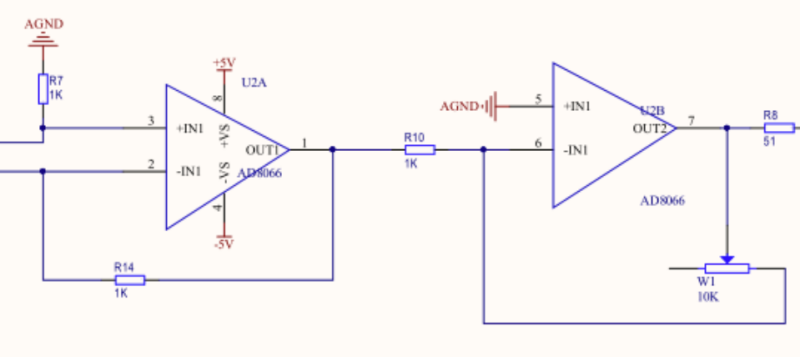 AGND
R7
1K
+5V
U2A
8
3
+IN1
+VS
2
-IN1
-VS
OUT1
1
AD8066
4
-5V
R14
1K
R10
1K
AGND
5
+IN1
U2B
OUT2
7
6
-IN1
AD8066
R8
51
W1
10K